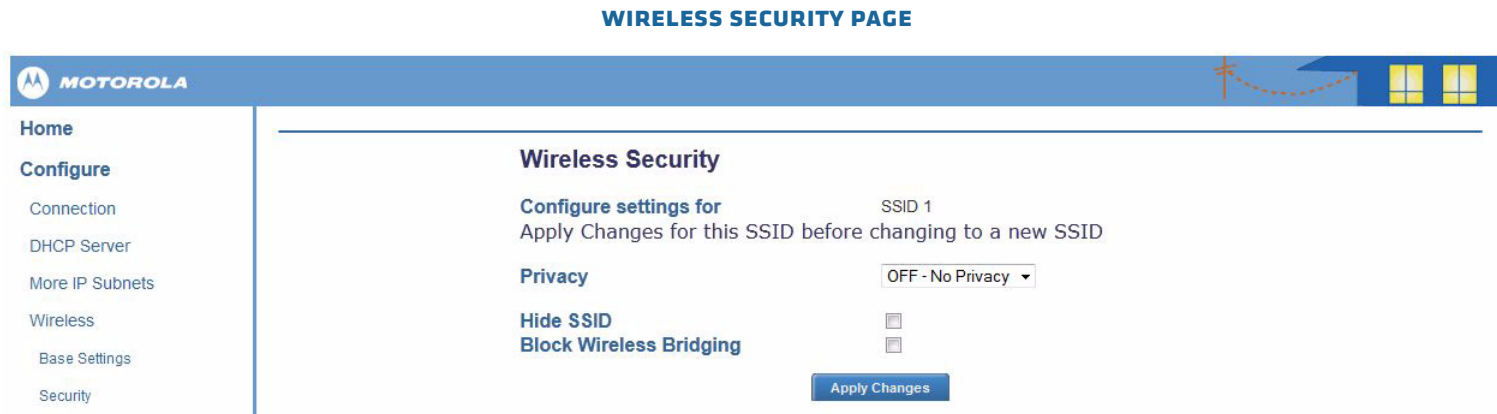 WIRELESS SECURITY PAGE
MOTOROLA
Home
Configure
Connection
DHCP Server
More IP Subnets
Wireless
Base Settings
Security
Wireless Security
Configure settings for SSID 1
Apply Changes for this SSID before changing to a new SSID
Privacy OFF - No Privacy
Hide SSID
Block Wireless Bridging
Apply Changes